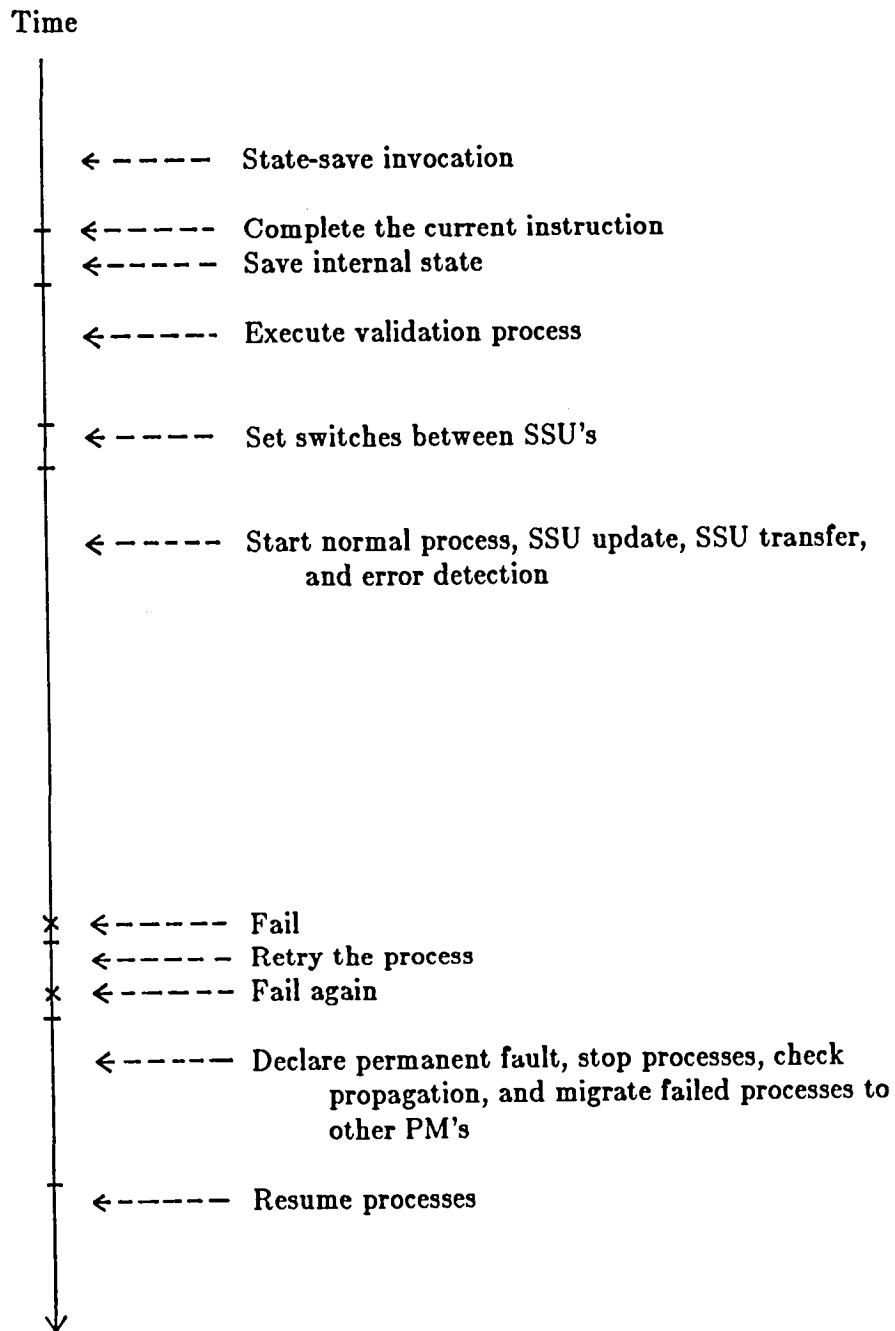 Time
State-save invocation
Complete the current instruction
Save internal state
Execute validation process
Set switches between SSU's
Start normal process, SSU update, SSU transfer,
and error detection
Fail
Retry the process
Fail again
Declare permanent fault, stop processes, check
propagation, and migrate failed processes to
other PM's
Resume processes